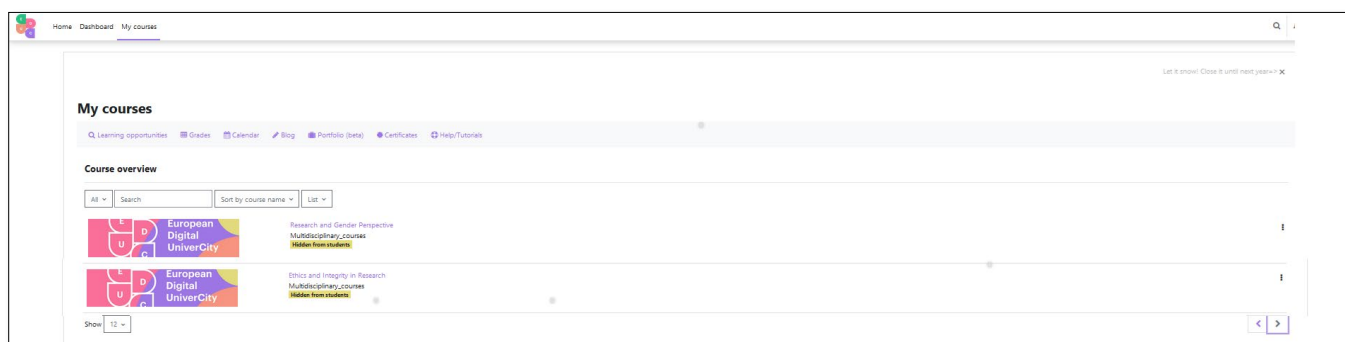 Home Dashboard My courses
Let it snow! Close it until next year=> ×
My courses
Learning opportunities Grades Calendar Blog Portfolio (beta) Certificates Help/Tutorials
Course overview
All Search Sort by course name List
E D U C European Digital UniverCity
Research and Gender Perspective
Multidisciplinary_courses
Hidden from students
E D U C European Digital UniverCity
Ethics and Integrity in Research
Multidisciplinary_courses
Hidden from students
Show 12